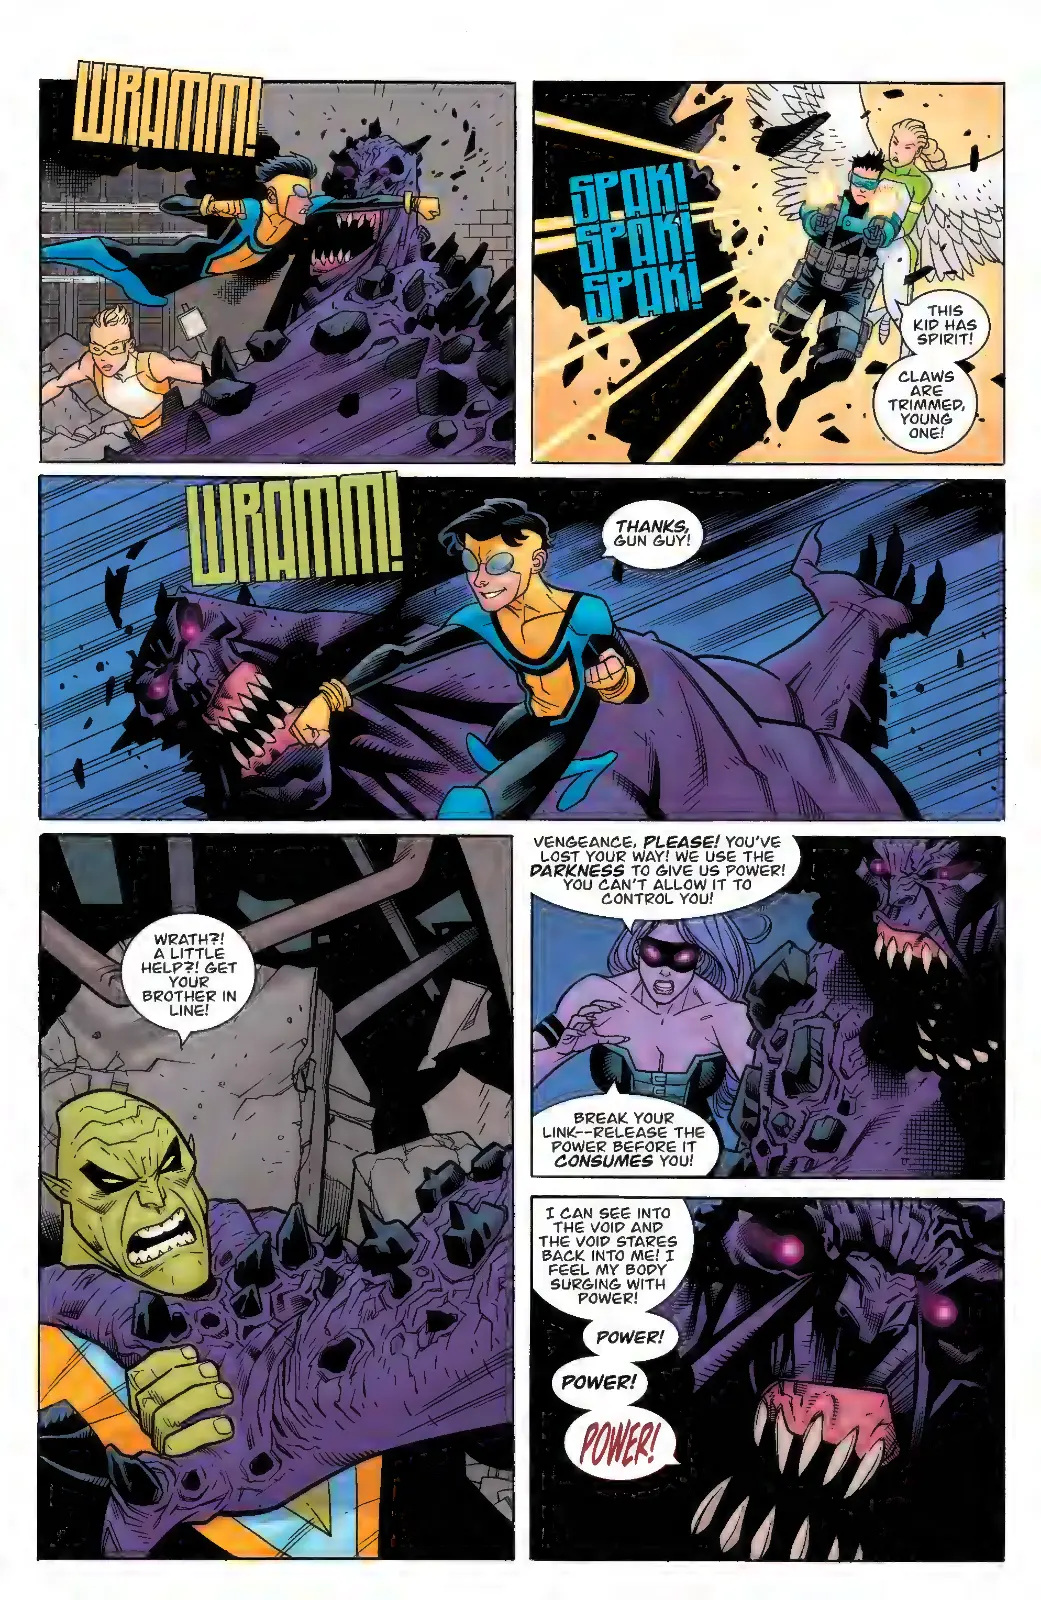 WRAMM!
SPAK!
SPAK!
SPAK!
THIS
KID HAS
SPIRIT!
CLAWS
ARE
TRIMMED,
YOUNG
ONE!
WRAMM!
THANKS,
GUN GUY!
WRATH?!
A LITTLE
HELP?! GET
YOUR
BROTHER IN
LINE!
VENGEANCE, PLEASE! YOU'VE
LOST YOUR WAY! WE USE THE
DARKNESS TO GIVE US POWER!
YOU CAN'T ALLOW IT TO
CONTROL YOU!
BREAK YOUR
LINK--RELEASE THE
POWER BEFORE IT
CONSUMES YOU!
I CAN SEE INTO
THE VOID AND
THE VOID STARES
BACK INTO ME! I
FEEL MY BODY
SURGING WITH
POWER!
POWER!
POWER!
POWER!